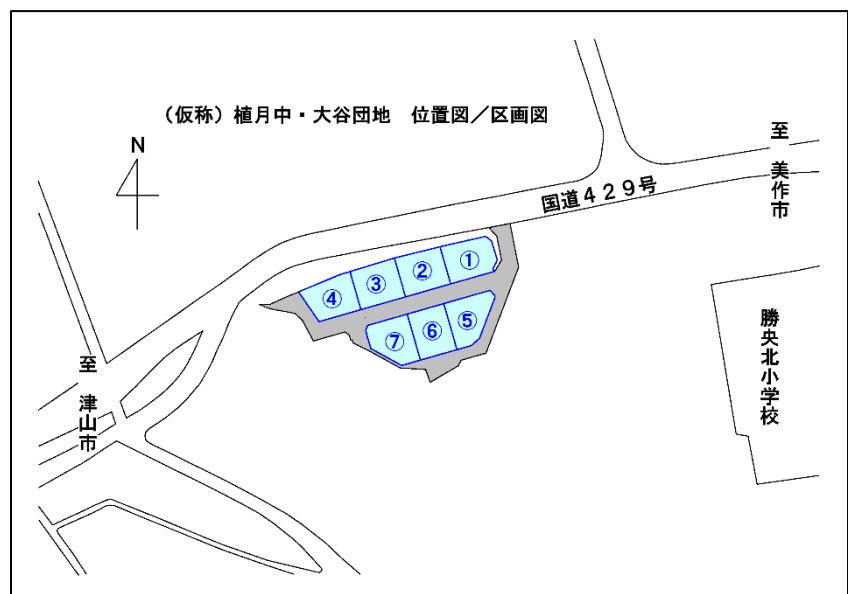 （仮称）植月中・大谷団地　位置図／区画図
N
至　美作市
国道４２９号
①
②
③
④
⑤
⑥
⑦
勝央北小学校
至　津山市